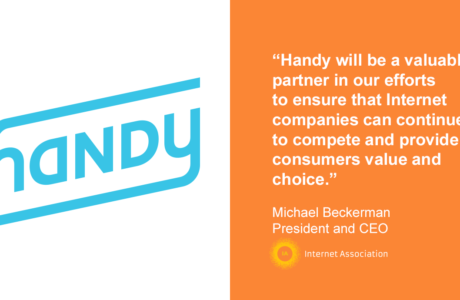 HANDY
“Handy will be a valuabl
partner in our efforts
to ensure that Internet
companies can continue
to compete and provide
consumers value and
choice.”
Michael Beckerman
President and CEO
Internet Association